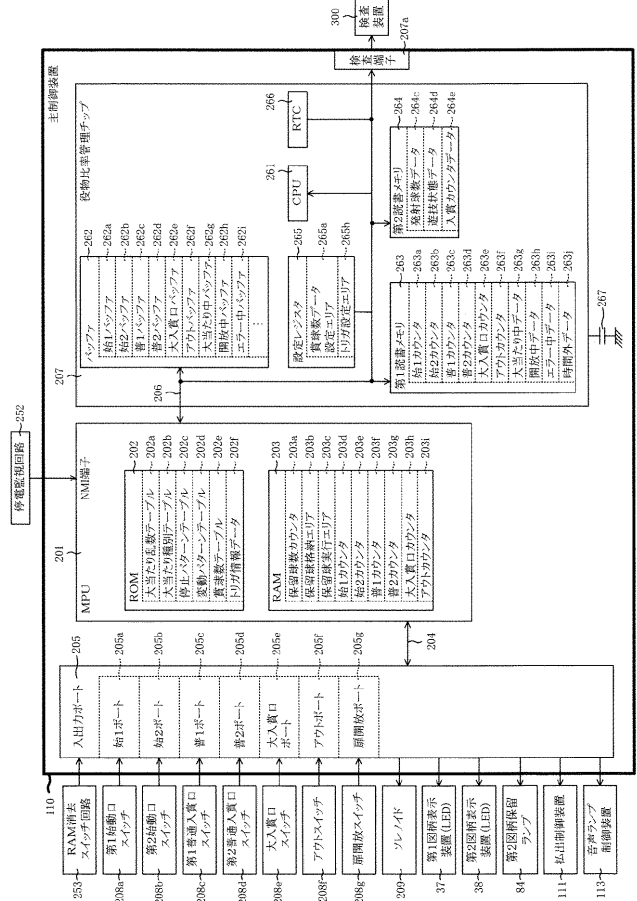 110
主制御装置
253
RAM消去
スイッチ回路
208a
第1始動口
スイッチ
208b
第2始動口
スイッチ
208c
第1普通入賞口
スイッチ
208d
第2普通入賞口
スイッチ
208e
大入賞口
スイッチ
208f
アウトスイッチ
208g
扉開放スイッチ
209
ソレノイド
37
第1図柄表示
装置(LED)
38
第2図柄表示
装置(LED)
84
第2図柄保留
ランプ
111
払出制御装置
113
音声ランプ
制御装置
入出力ポート
205
始1ポート
205a
始2ポート
205b
普1ポート
205c
普2ポート
205d
大入賞口
ポート
205e
アウトポート
205f
扉開放ポート
205g
204
停電監視回路
252
201
MPU
NMI端子
ROM
202
大当たり乱数テーブル
202a
大当たり種別テーブル
202b
停止パターンテーブル
202c
変動パターンテーブル
202d
賞球数テーブル
202e
トリガ情報データ
202f
RAM
203
保留球数カウンタ
203a
保留球格納エリア
203b
保留球実行エリア
203c
始1カウンタ
203d
始2カウンタ
203e
普1カウンタ
203f
普2カウンタ
203g
大入賞口カウンタ
203h
アウトカウンタ
203i
206
207
役物比率管理チップ
バッファ
262
始1バッファ
262a
始2バッファ
262b
普1バッファ
262c
普2バッファ
262d
大入賞口バッファ
262e
アウトバッファ
262f
大当たり中バッファ
262g
開放中バッファ
262h
エラー中バッファ
262i
設定レジスタ
265
賞球数データ
設定エリア
265a
トリガ設定エリア
265b
第1読書メモリ
263
始1カウンタ
263a
始2カウンタ
263b
普1カウンタ
263c
普2カウンタ
263d
大入賞口カウンタ
263e
アウトカウンタ
263f
大当たり中データ
263g
開放中データ
263h
エラー中データ
263i
時間外データ
263j
261
CPU
266
RTC
第2読書メモリ
264
発射球数データ
264c
遊技状態データ
264d
入賞カウンタデータ
264e
267
検査
端子
207a
300
検査
装置